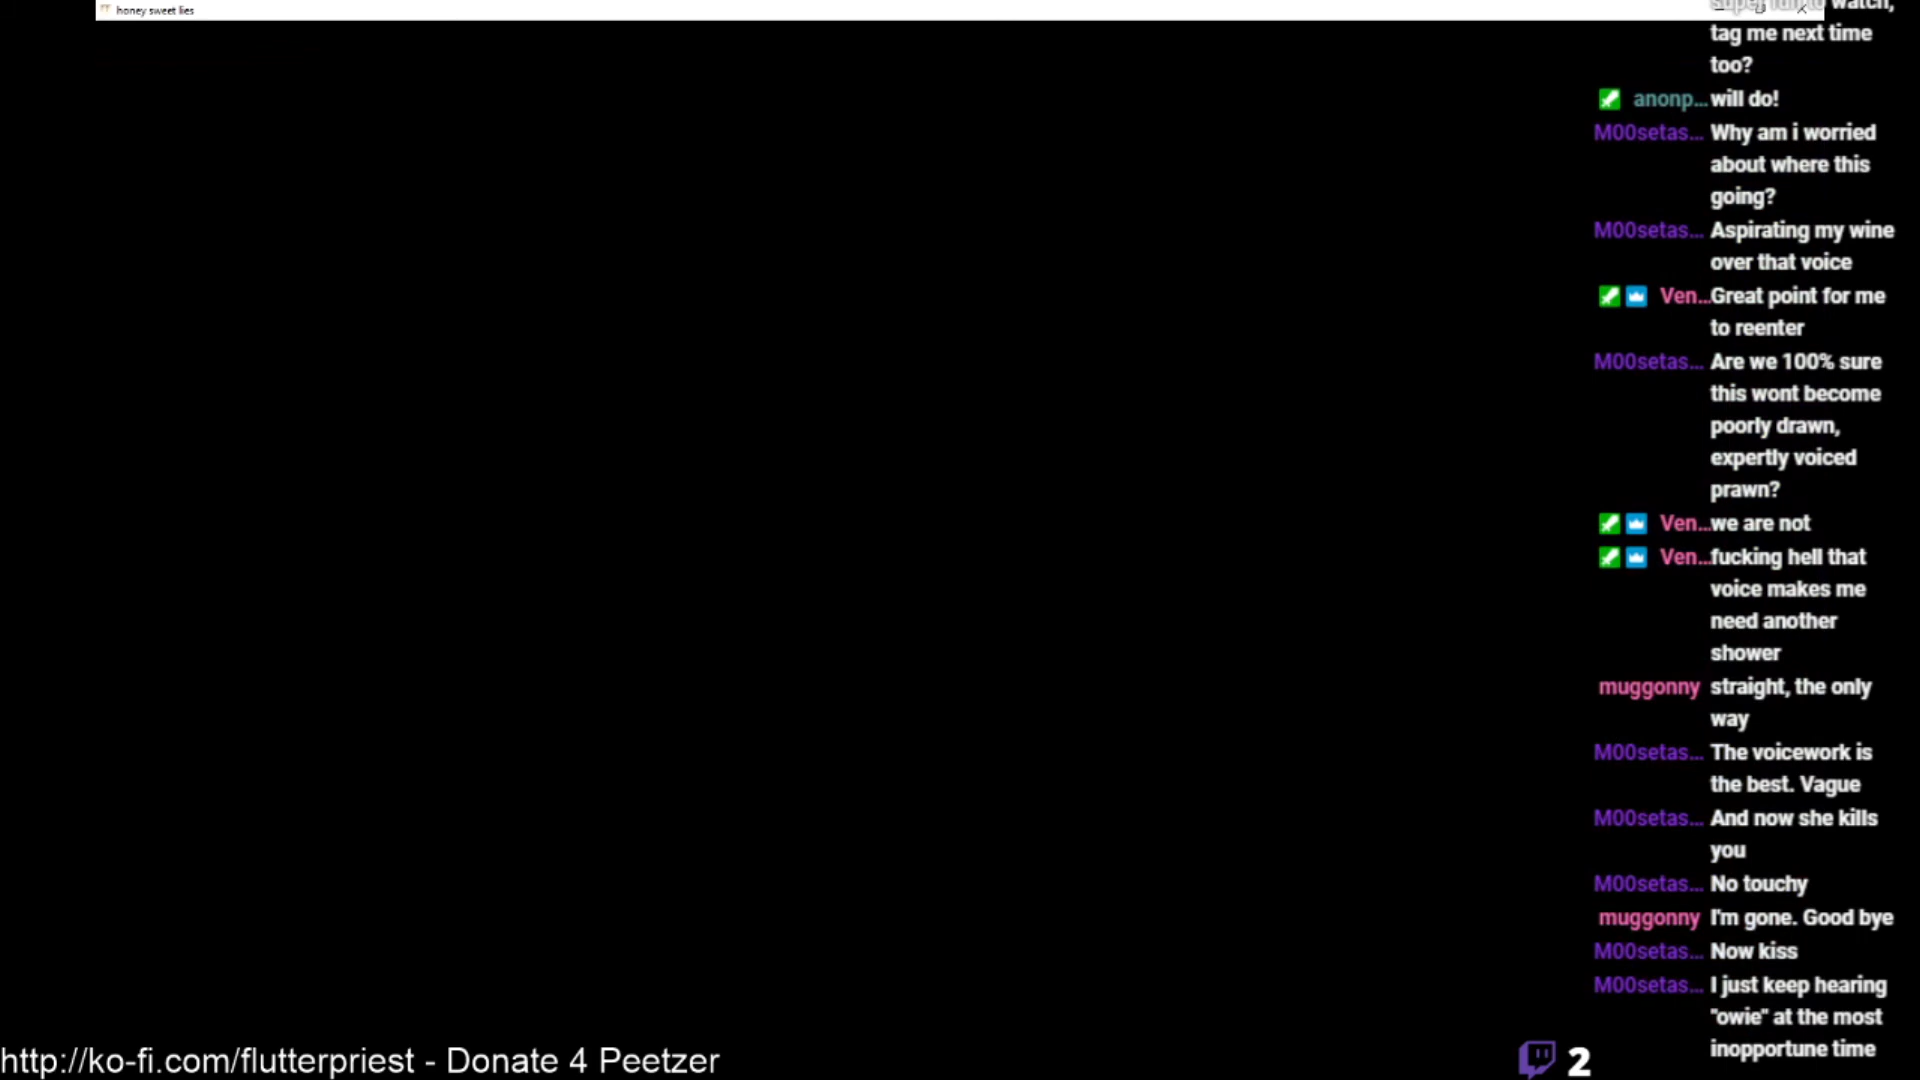 honey sweet lies
super fun to watch,
tag me next time
too?
anonp... will do!
M00setas... Why am i worried
about where this
going?
M00setas... Aspirating my wine
over that voice
Ven... Great point for me
to reenter
M00setas... Are we 100% sure
this wont become
poorly drawn,
expertly voiced
prawn?
Ven... we are not
Ven... fucking hell that
voice makes me
need another
shower
muggonny straight, the only
way
M00setas... The voicework is
the best. Vague
M00setas... And now she kills
you
M00setas... No touchy
muggonny I'm gone. Good bye
M00setas... Now kiss
M00setas... I just keep hearing
"owie" at the most
inopportune time
http://ko-fi.com/flutterpriest - Donate 4 Peetzer
2